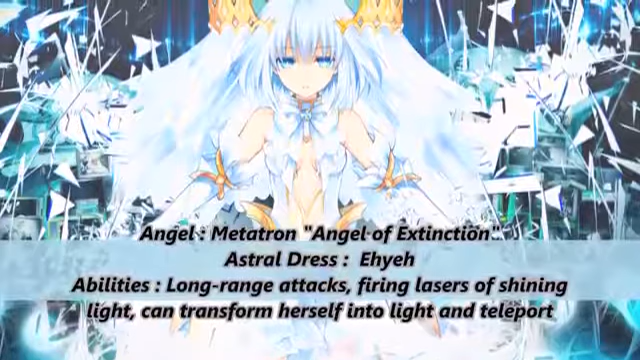 Angel : Metatron "Angel of Extinction"
Astral Dress :  Ehyeh
Abilities : Long-range attacks, firing lasers of shining
light, can transform herself into light and teleport